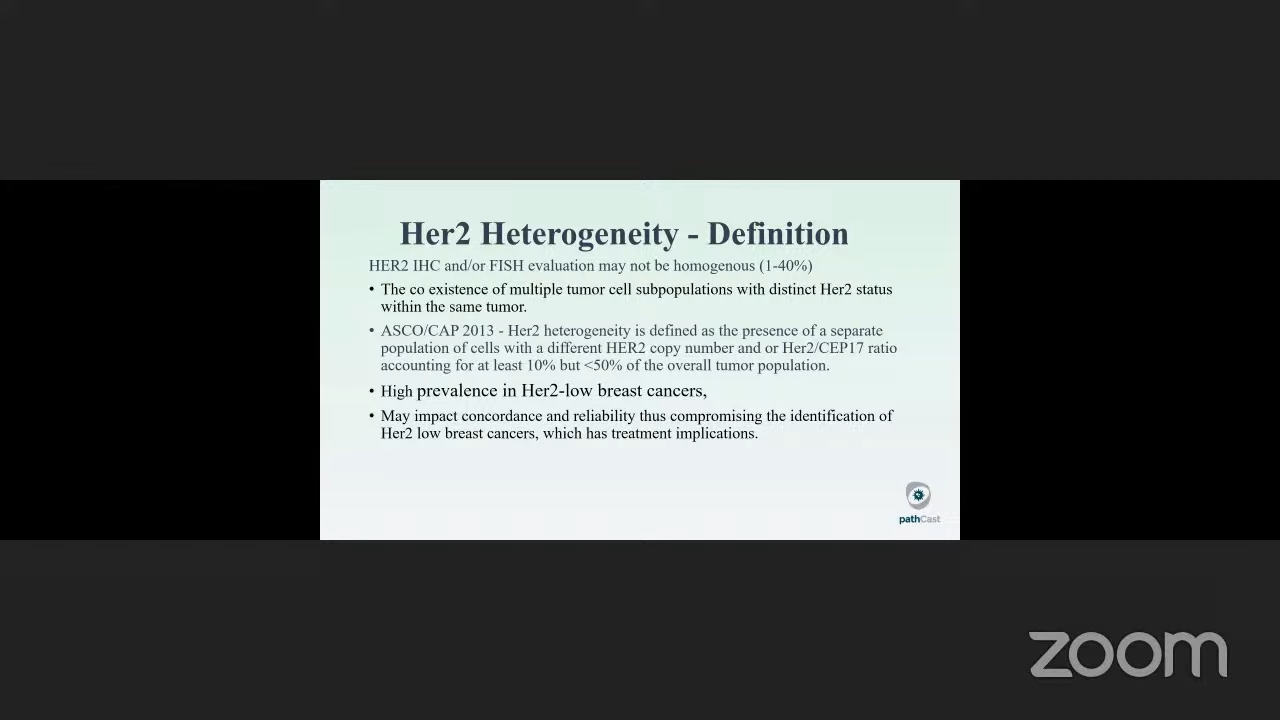 Her2 Heterogeneity - Definition
HER2 IHC and/or FISH evaluation may not be homogenous (1-40%)
• The co existence of multiple tumor cell subpopulations with distinct Her2 status
within the same tumor.
• ASCO/CAP 2013 - Her2 heterogeneity is defined as the presence of a separate
population of cells with a different HER2 copy number and or Her2/CEP17 ratio
accounting for at least 10% but <50% of the overall tumor population.
• High prevalence in Her2-low breast cancers,
• May impact concordance and reliability thus compromising the identification of
Her2 low breast cancers, which has treatment implications.
pathCast
zoom